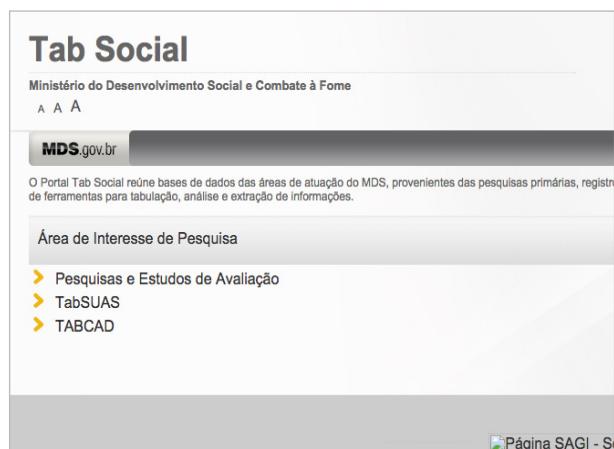 Tab Social
Ministério do Desenvolvimento Social e Combate à Fome
A A A
MDS.gov.br
O Portal Tab Social reúne bases de dados das áreas de atuação do MDS, provenientes das pesquisas primárias, registro
de ferramentas para tabulação, análise e extração de informações.
Área de Interesse de Pesquisa
Pesquisas e Estudos de Avaliação
TabSUAS
TABCAD
Página SAGI - Se